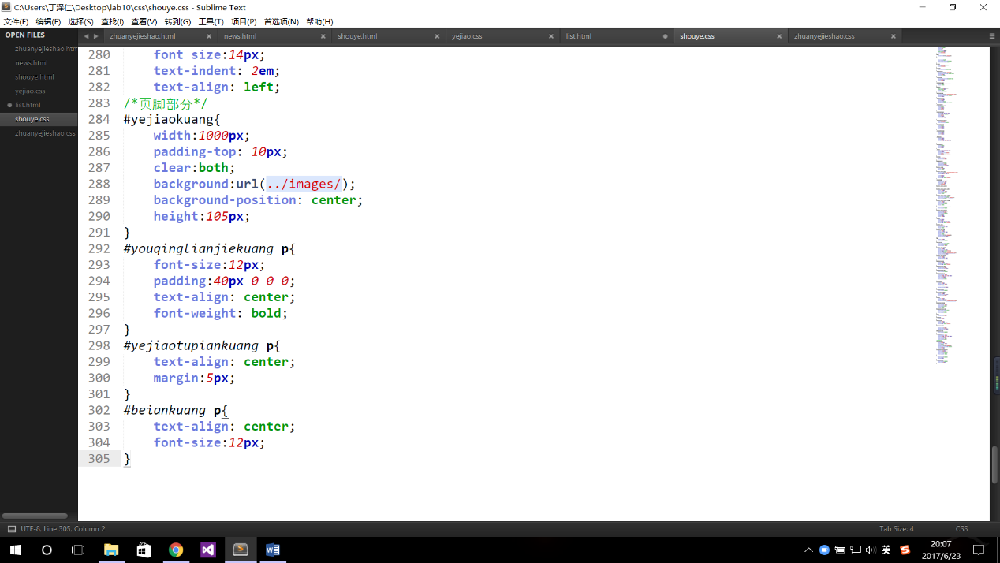 C:\Users\丁泽仁\Desktop\lab10\css\shouye.css - Sublime Text
文件(F) 编辑(E) 选择(S) 查找(I) 查看(V) 转到(G) 工具(T) 项目(P) 首选项(N) 帮助(H)
OPEN FILES
zhuanyejieshao.htm
news.html
shouye.html
yejiao.css
list.html
shouye.css
zhuanyejieshao.css
zhuanyejieshao.html × news.html × shouye.html × yejiao.css × list.html shouye.css × zhuanyejieshao.css ×
280 font size:14px;
281 text-indent: 2em;
282 text-align: left;
283 /*页脚部分*/
284 #yejiaokuang{
285 width:1000px;
286 padding-top: 10px;
287 clear:both;
288 background:url(../images/);
289 background-position: center;
290 height:105px;
291 }
292 #youqinglianjiekuang p{
293 font-size:12px;
294 padding:40px 0 0 0;
295 text-align: center;
296 font-weight: bold;
297 }
298 #yejiaotupiankuang p{
299 text-align: center;
300 margin:5px;
301 }
302 #beiankuang p{
303 text-align: center;
304 font-size:12px;
305 }
UTF-8, Line 305, Column 2 Tab Size: 4 CSS
英 20:07
2017/6/23